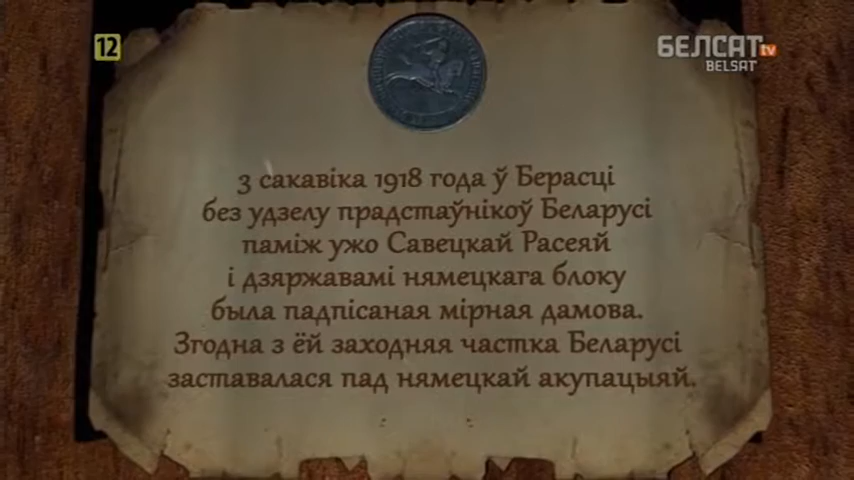 12
БЕЛСАТ tv
BELSAT
3 сакавіка 1918 года ў Берасці
без удзелу прадстаўнікоў Беларусі
паміж ужо Савецкай Расеяй
і дзяржавамі нямецкага блоку
была падпісаная мірная дамова.
Згодна з ёй заходняя частка Беларусі
заставалася пад нямецкай акупацыяй.